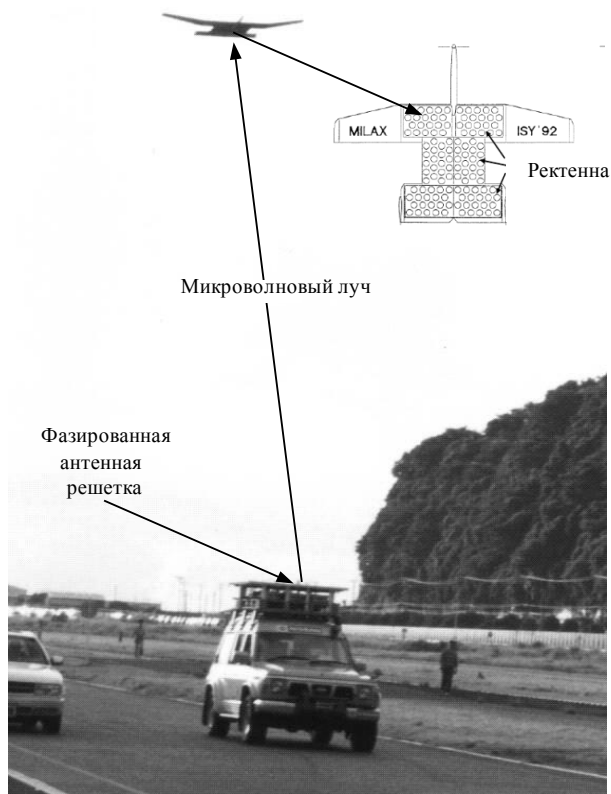 MILAX
ISY '92
Ректенна
Микроволновый луч
Фазированная
антенная
решетка